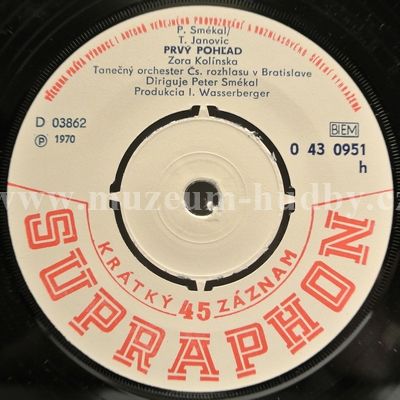 VŠECHNA PRÁVA VÝROBCE I AUTORŮ VEŘEJNÉHO PROVOZOVÁNÍ A ROZHLASOVÉHO ŠÍŘENÍ VYHRAZENA
P. Smékal/
T. Janovic
PRVÝ POHĽAD
Zora Kolínska
Tanečný orchester Čs. rozhlasu v Bratislave
Diriguje Peter Smékal
Produkcia I. Wasserberger
D 03862
Ⓟ 1970
BIEM
0 43 0951
h
www.muzeum-hudby.cz
KRÁTKÝ 45 ZÁZNAM
SUPRAPHON